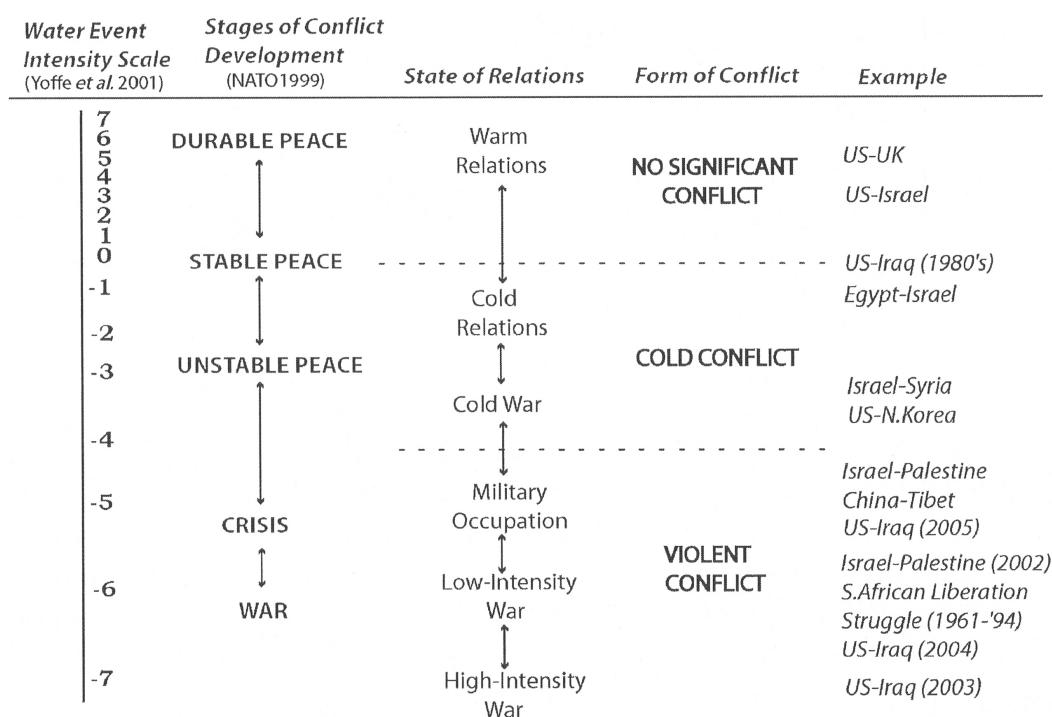 Water Event
Intensity Scale
(Yoffe et al. 2001)
Stages of Conflict
Development
(NATO1999)
State of Relations
Form of Conflict
Example
7
6
5
4
3
2
1
0
-1
-2
-3
-4
-5
-6
-7
DURABLE PEACE
STABLE PEACE
UNSTABLE PEACE
CRISIS
WAR
Warm
Relations
Cold
Relations
Cold War
Military
Occupation
Low-Intensity
War
High-Intensity
War
NO SIGNIFICANT
CONFLICT
COLD CONFLICT
VIOLENT
CONFLICT
US-UK
US-Israel
US-Iraq (1980's)
Egypt-Israel
Israel-Syria
US-N.Korea
Israel-Palestine
China-Tibet
US-Iraq (2005)
Israel-Palestine (2002)
S.African Liberation
Struggle (1961-'94)
US-Iraq (2004)
US-Iraq (2003)